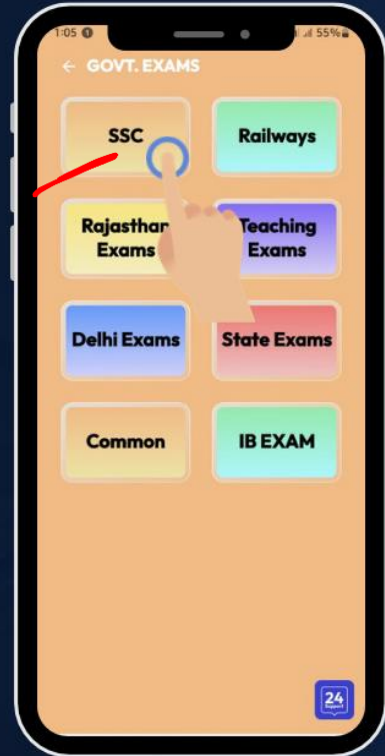 1:05
55%
← GOVT. EXAMS
SSC
Railways
Rajasthan
Exams
Teaching
Exams
Delhi Exams
State Exams
Common
IB EXAM
24
Support